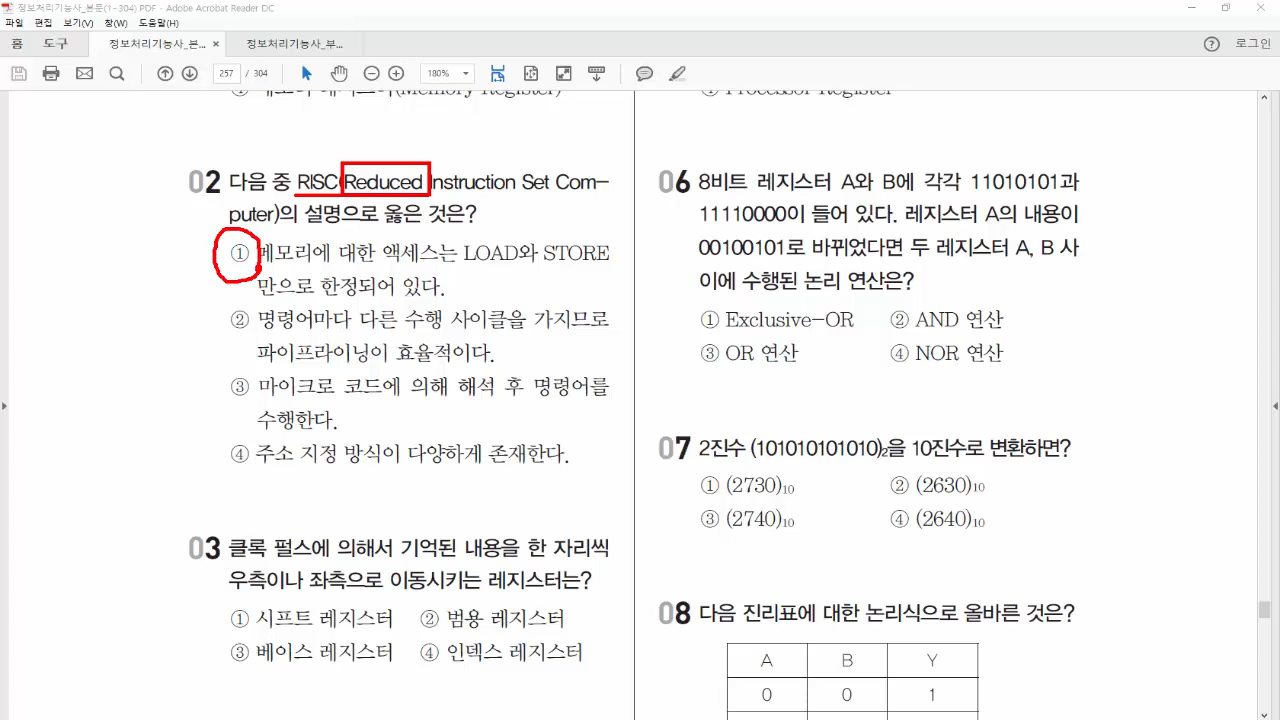 정보처리기능사_본문(1-304) PDF - Adobe Acrobat Reader DC
파일 편집 보기(V) 창(W) 도움말(H)
홈 도구 정보처리기능사_본... × 정보처리기능사_부... 로그인
257 / 304 180%
02 다음 중 RISC(Reduced Instruction Set Com-
puter)의 설명으로 옳은 것은?
① 메모리에 대한 액세스는 LOAD와 STORE
만으로 한정되어 있다.
② 명령어마다 다른 수행 사이클을 가지므로
파이프라이닝이 효율적이다.
③ 마이크로 코드에 의해 해석 후 명령어를
수행한다.
④ 주소 지정 방식이 다양하게 존재한다.
03 클록 펄스에 의해서 기억된 내용을 한 자리씩
우측이나 좌측으로 이동시키는 레지스터는?
① 시프트 레지스터 ② 범용 레지스터
③ 베이스 레지스터 ④ 인덱스 레지스터
Processor Register
06 8비트 레지스터 A와 B에 각각 11010101과
11110000이 들어 있다. 레지스터 A의 내용이
00100101로 바뀌었다면 두 레지스터 A, B 사
이에 수행된 논리 연산은?
① Exclusive-OR ② AND 연산
③ OR 연산 ④ NOR 연산
07 2진수 (101010101010)₂을 10진수로 변환하면?
① (2730)₁₀ ② (2630)₁₀
③ (2740)₁₀ ④ (2640)₁₀
08 다음 진리표에 대한 논리식으로 올바른 것은?
A B Y
0 0 1